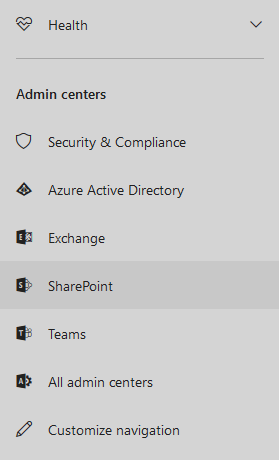 Health
Admin centers
Security & Compliance
Azure Active Directory
Exchange
SharePoint
Teams
All admin centers
Customize navigation